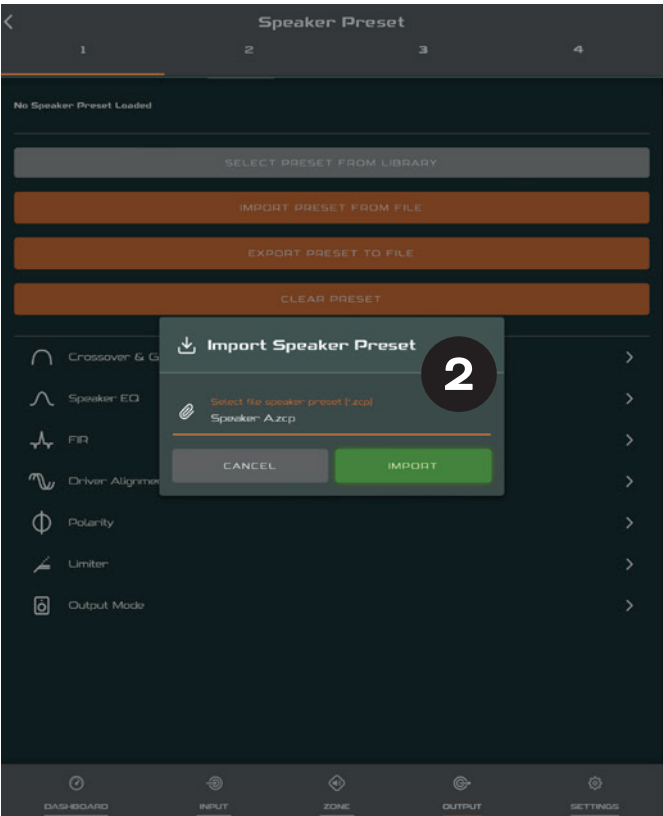 Speaker Preset
1 2 3 4
No Speaker Preset Loaded
SELECT PRESET FROM LIBRARY
IMPORT PRESET FROM FILE
EXPORT PRESET TO FILE
CLEAR PRESET
Import Speaker Preset
2
Select file speaker preset (*.zcp)
Speaker A.zcp
CANCEL IMPORT
Crossover & G
Speaker EQ
FIR
Driver Alignme
Polarity
Limiter
Output Mode
DASHBOARD INPUT ZONE OUTPUT SETTINGS